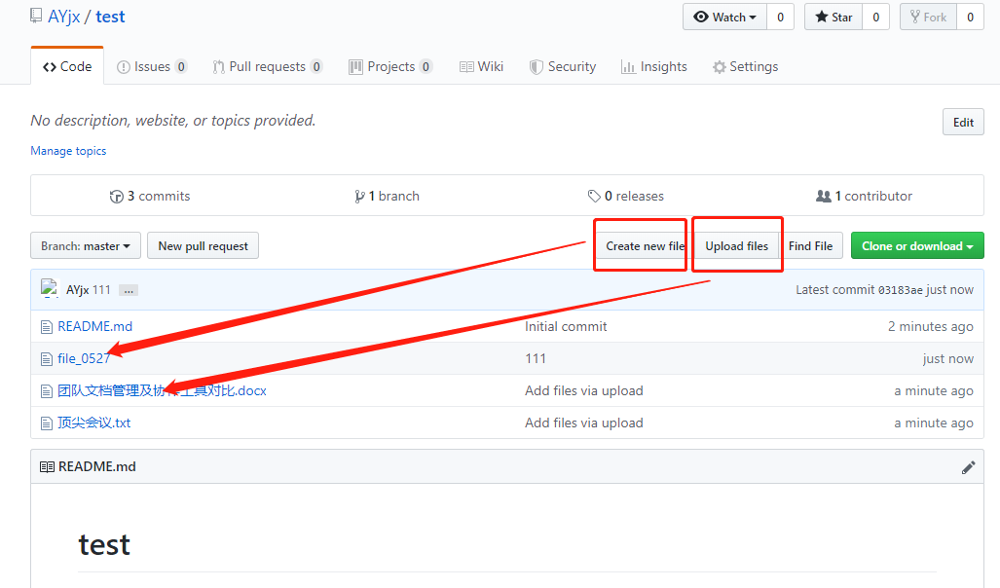 AYjx / test
Watch 0 Star 0 Fork 0
Code Issues 0 Pull requests 0 Projects 0 Wiki Security Insights Settings
No description, website, or topics provided.
Edit
Manage topics
3 commits 1 branch 0 releases 1 contributor
Branch: master New pull request Create new file Upload files Find File Clone or download
AYjx 111 ... Latest commit 03183ae just now
README.md Initial commit 2 minutes ago
file_0527 111 just now
团队文档管理及协作工具对比.docx Add files via upload a minute ago
顶尖会议.txt Add files via upload a minute ago
README.md
test